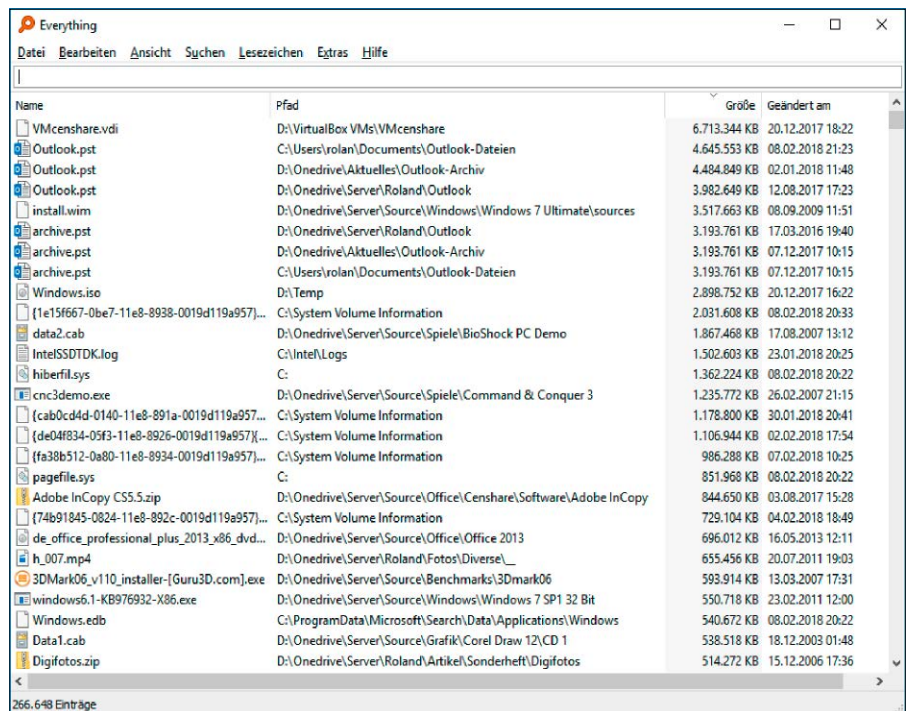 Everything
Datei Bearbeiten Ansicht Suchen Lesezeichen Extras Hilfe
Name Pfad Größe Geändert am
VMcenshare.vdi D:\VirtualBox VMs\VMcenshare 6.713.344 KB 20.12.2017 18:22
Outlook.pst C:\Users\rolan\Documents\Outlook-Dateien 4.645.553 KB 08.02.2018 21:23
Outlook.pst D:\Onedrive\Aktuelles\Outlook-Archiv 4.484.849 KB 02.01.2018 11:48
Outlook.pst D:\Onedrive\Server\Roland\Outlook 3.982.649 KB 12.08.2017 17:23
install.wim D:\Onedrive\Server\Source\Windows\Windows 7 Ultimate\sources 3.517.663 KB 08.09.2009 11:51
archive.pst D:\Onedrive\Server\Roland\Outlook 3.193.761 KB 17.03.2016 19:40
archive.pst D:\Onedrive\Aktuelles\Outlook-Archiv 3.193.761 KB 07.12.2017 10:15
archive.pst C:\Users\rolan\Documents\Outlook-Dateien 3.193.761 KB 07.12.2017 10:15
Windows.iso D:\Temp 2.898.752 KB 20.12.2017 16:22
{1e15f667-0be7-11e8-8938-0019d119a957}... C:\System Volume Information 2.031.608 KB 08.02.2018 20:33
data2.cab D:\Onedrive\Server\Source\Spiele\BioShock PC Demo 1.867.468 KB 17.08.2007 13:12
IntelSSDTDK.log C:\Intel\Logs 1.502.603 KB 23.01.2018 20:25
hiberfil.sys C: 1.362.224 KB 08.02.2018 20:22
cnc3demo.exe D:\Onedrive\Server\Source\Spiele\Command & Conquer 3 1.235.772 KB 26.02.2007 21:15
{cab0cd4d-0140-11e8-891a-0019d119a957... C:\System Volume Information 1.178.800 KB 30.01.2018 20:41
{de04f834-05f3-11e8-8926-0019d119a957}{... C:\System Volume Information 1.106.944 KB 02.02.2018 17:54
{fa38b512-0a80-11e8-8934-0019d119a957}... C:\System Volume Information 986.288 KB 07.02.2018 10:25
pagefile.sys C: 851.968 KB 08.02.2018 20:22
Adobe InCopy CS5.5.zip D:\Onedrive\Server\Source\Office\Censhare\Software\Adobe InCopy 844.650 KB 03.08.2017 15:28
{74b91845-0824-11e8-892c-0019d119a957}... C:\System Volume Information 729.104 KB 04.02.2018 18:49
de_office_professional_plus_2013_x86_dvd... D:\Onedrive\Server\Source\Office\Office 2013 696.012 KB 16.05.2013 12:11
h_007.mp4 D:\Onedrive\Server\Roland\Fotos\Diverse\__ 655.456 KB 20.07.2011 19:03
3DMark06_v110_installer-[Guru3D.com].exe D:\Onedrive\Server\Source\Benchmarks\3Dmark06 593.914 KB 13.03.2007 17:31
windows6.1-KB976932-X86.exe D:\Onedrive\Server\Source\Windows\Windows 7 SP1 32 Bit 550.718 KB 23.02.2011 12:00
Windows.edb C:\ProgramData\Microsoft\Search\Data\Applications\Windows 540.672 KB 08.02.2018 20:22
Data1.cab D:\Onedrive\Server\Source\Grafik\Corel Draw 12\CD 1 538.518 KB 18.12.2003 01:48
Digifotos.zip D:\Onedrive\Server\Roland\Artikel\Sonderheft\Digifotos 514.272 KB 15.12.2006 17:36
266.648 Einträge